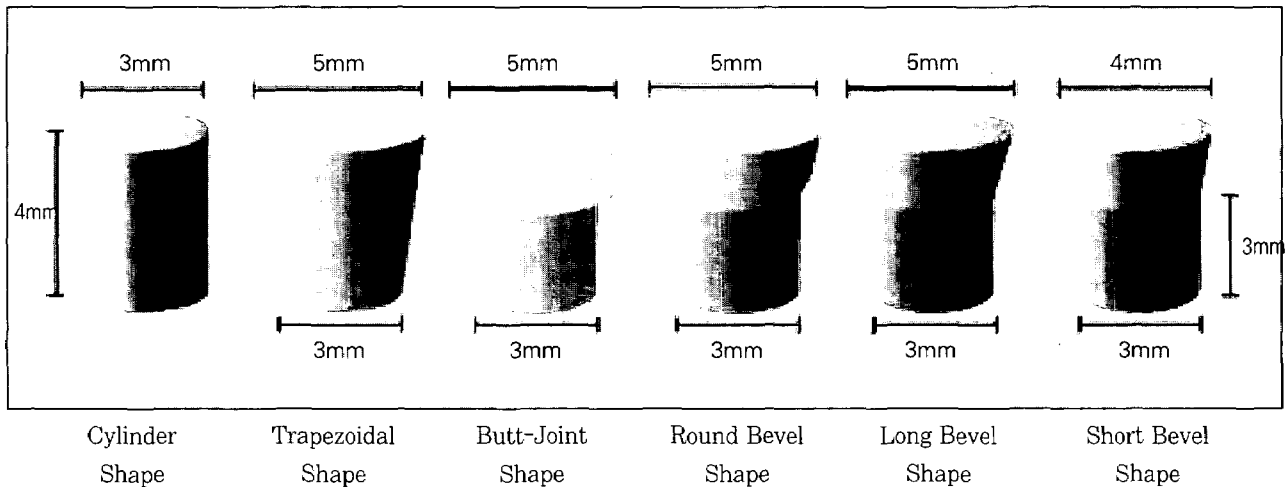 3mm 5mm 5mm 5mm 5mm 4mm
4mm
3mm
3mm 3mm 3mm 3mm 3mm
Cylinder Trapezoidal Butt-Joint Round Bevel Long Bevel Short Bevel
Shape Shape Shape Shape Shape Shape